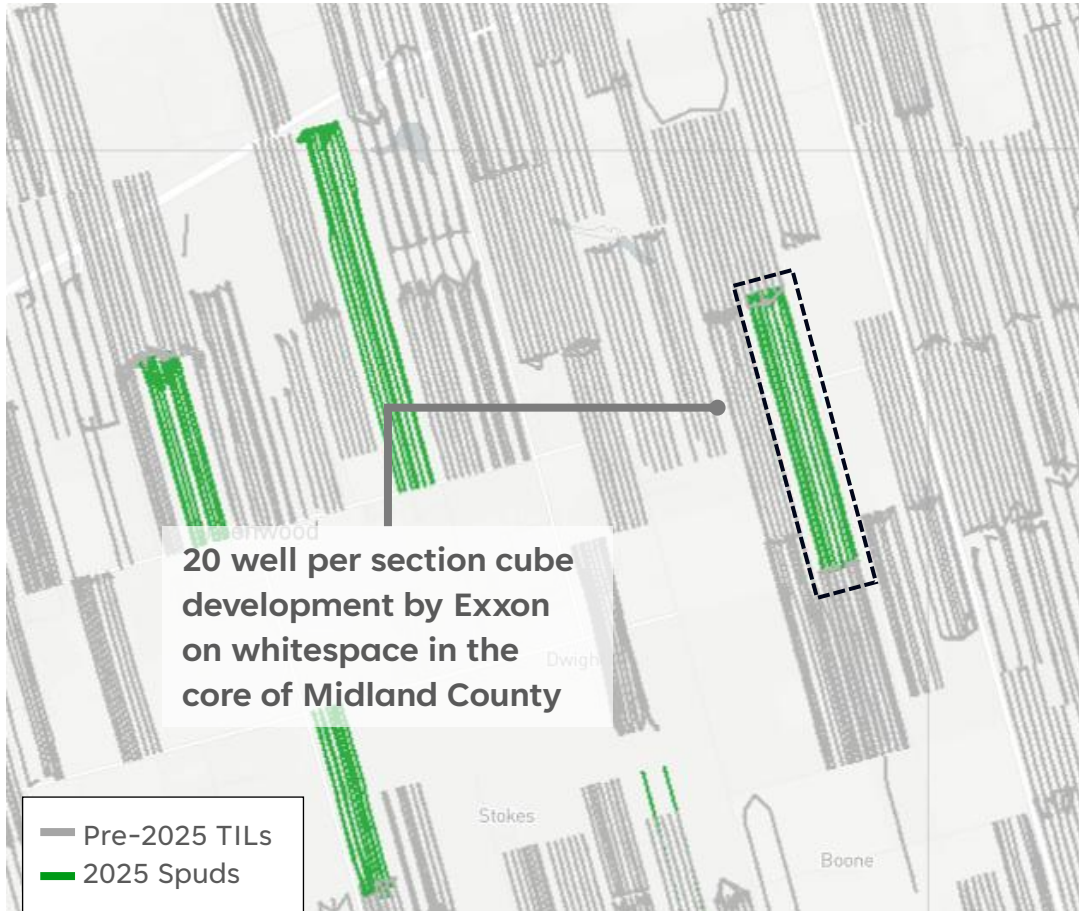 20 well per section cube
development by Exxon
on whitespace in the
core of Midland County
Stokes
Boone
Pre-2025 TILs
2025 Spuds